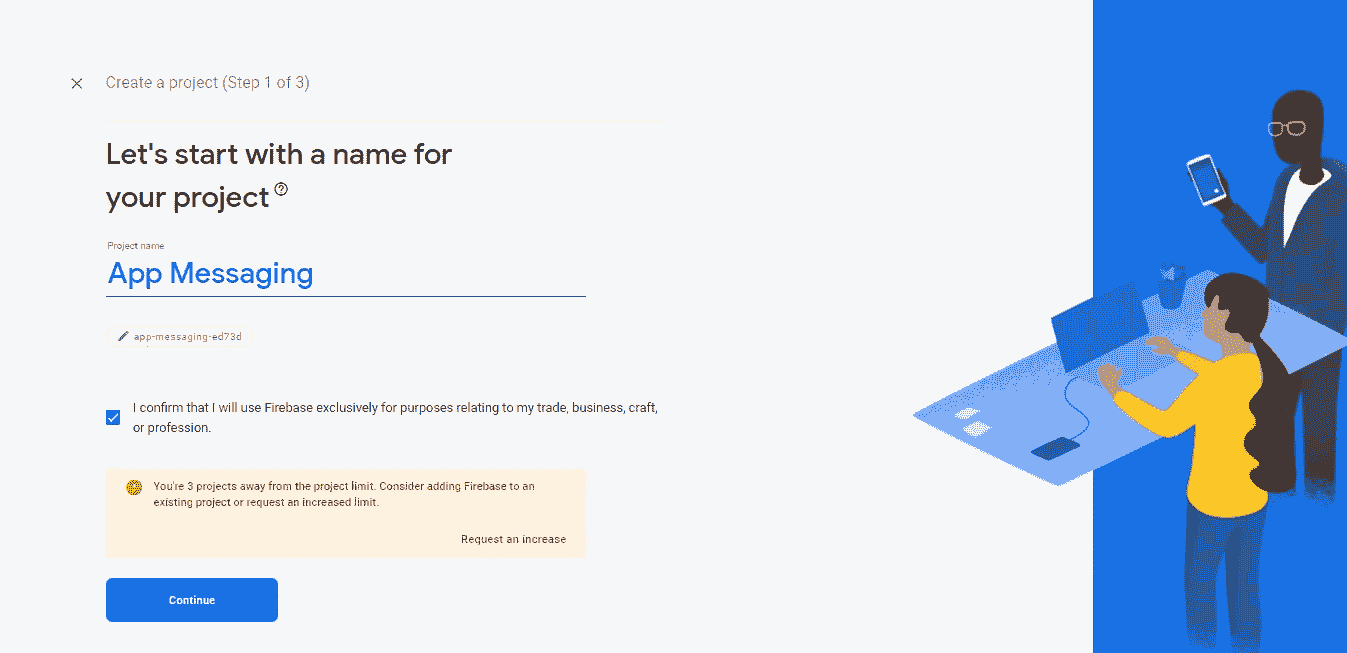 Create a project (Step 1 of 3)
Let's start with a name for
your project
Project name
App Messaging
app-messaging-ed73d
I confirm that I will use Firebase exclusively for purposes relating to my trade, business, craft,
or profession.
You're 3 projects away from the project limit. Consider adding Firebase to an
existing project or request an increased limit.
Request an increase
Continue